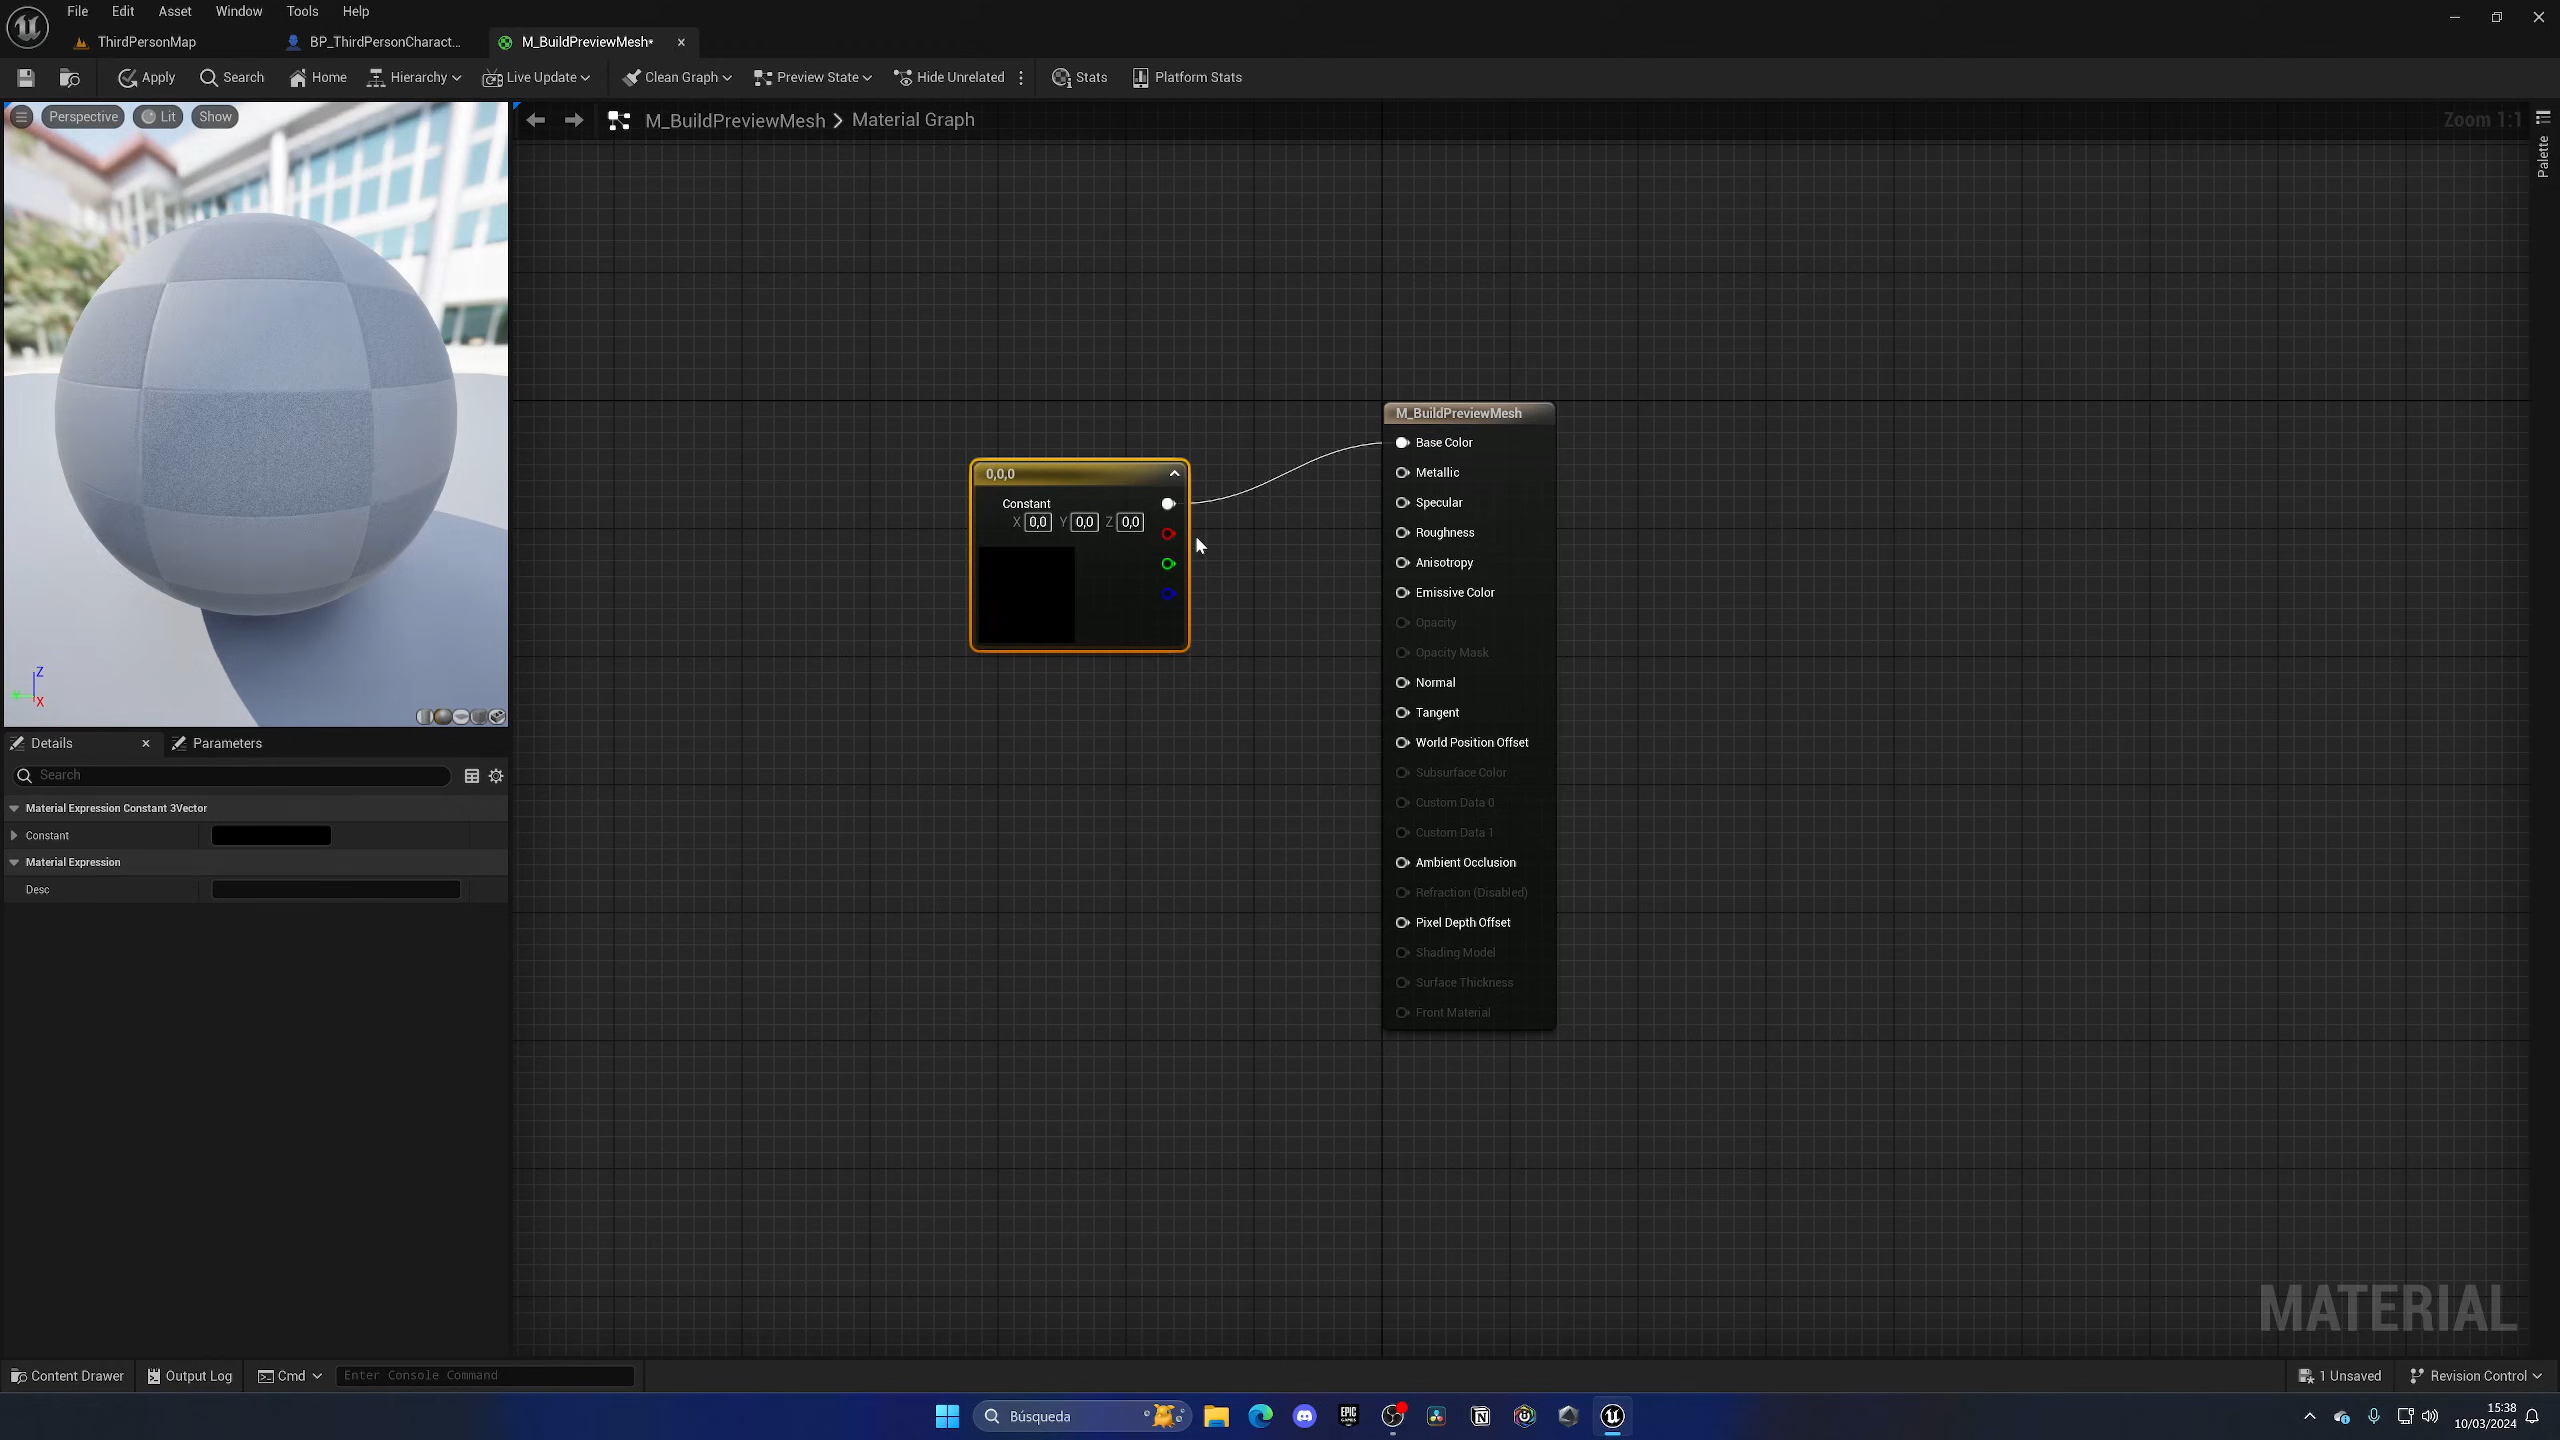 File Edit Asset Window Tools Help
ThirdPersonMap BP_ThirdPersonCharact... M_BuildPreviewMesh*
Apply Search Home Hierarchy Live Update Clean Graph Preview State Hide Unrelated Stats Platform Stats
Perspective Lit Show
M_BuildPreviewMesh > Material Graph
Zoom 1:1
Palette
M_BuildPreviewMesh
Base Color
Metallic
Specular
Roughness
Anisotropy
Emissive Color
Opacity
Opacity Mask
Normal
Tangent
World Position Offset
Subsurface Color
Custom Data 0
Custom Data 1
Ambient Occlusion
Refraction (Disabled)
Pixel Depth Offset
Shading Model
Surface Thickness
Front Material
0,0,0
Constant
X 0,0 Y 0,0 Z 0,0
Z
Y
X
Details Parameters
Search
Material Expression Constant 3Vector
Constant
Material Expression
Desc
MATERIAL
Content Drawer Output Log Cmd Enter Console Command 1 Unsaved Revision Control
Búsqueda
EPIC GAMES
15:38
10/03/2024